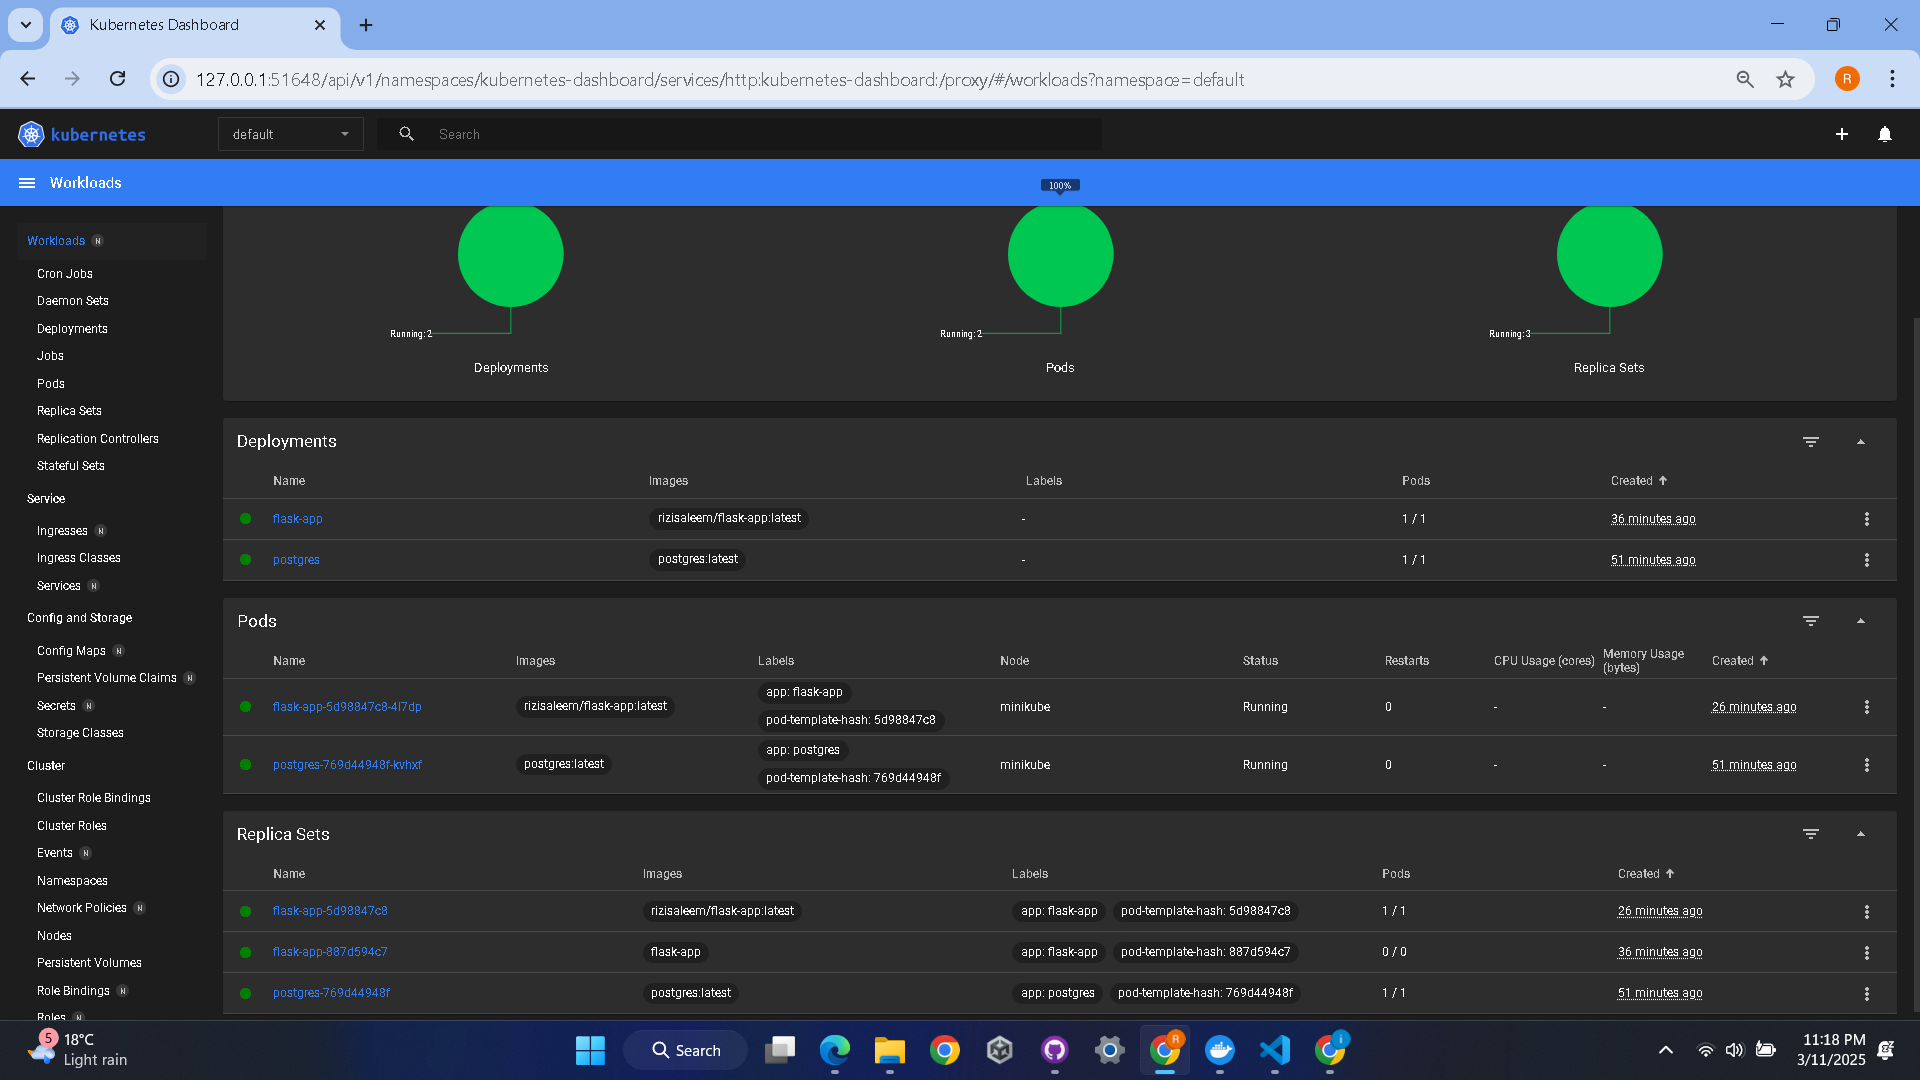 Kubernetes Dashboard
127.0.0.1:51648/api/v1/namespaces/kubernetes-dashboard/services/http:kubernetes-dashboard:/proxy/#/workloads?namespace=default
R
kubernetes
default
Search
Workloads
100%
Workloads N
Cron Jobs
Daemon Sets
Deployments
Jobs
Pods
Replica Sets
Replication Controllers
Stateful Sets
Service
Ingresses N
Ingress Classes
Services N
Config and Storage
Config Maps N
Persistent Volume Claims N
Secrets N
Storage Classes
Cluster
Cluster Role Bindings
Cluster Roles
Events N
Namespaces
Network Policies N
Nodes
Persistent Volumes
Role Bindings N
Roles N
Running: 2
Deployments
Running: 2
Pods
Running: 3
Replica Sets
Deployments
Name Images Labels Pods Created
flask-app rizisaleem/flask-app:latest - 1 / 1 36 minutes ago
postgres postgres:latest - 1 / 1 51 minutes ago
Pods
Name Images Labels Node Status Restarts CPU Usage (cores) Memory Usage (bytes) Created
flask-app-5d98847c8-4l7dp rizisaleem/flask-app:latest app: flask-app pod-template-hash: 5d98847c8 minikube Running 0 - - 26 minutes ago
postgres-769d44948f-kvhxf postgres:latest app: postgres pod-template-hash: 769d44948f minikube Running 0 - - 51 minutes ago
Replica Sets
Name Images Labels Pods Created
flask-app-5d98847c8 rizisaleem/flask-app:latest app: flask-app pod-template-hash: 5d98847c8 1 / 1 26 minutes ago
flask-app-887d594c7 flask-app app: flask-app pod-template-hash: 887d594c7 0 / 0 36 minutes ago
postgres-769d44948f postgres:latest app: postgres pod-template-hash: 769d44948f 1 / 1 51 minutes ago
5
18°C
Light rain
Search
R
11:18 PM
3/11/2025